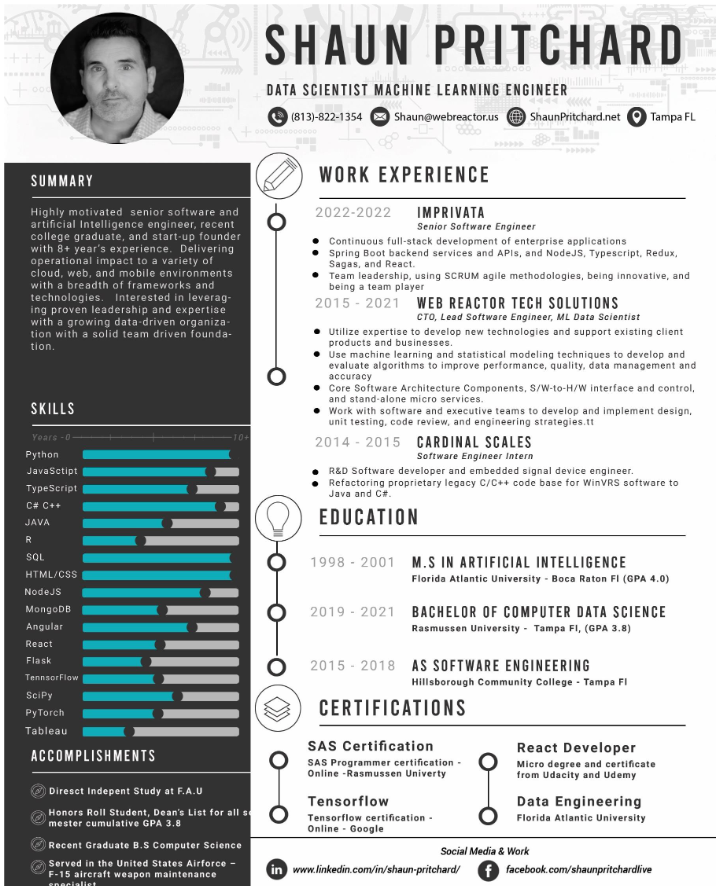 SHAUN PRITCHARD
DATA SCIENTIST MACHINE LEARNING ENGINEER
(813)-822-1354 Shaun@webreactor.us ShaunPritchard.net Tampa FL
SUMMARY
Highly motivated senior software and
artificial Intelligence engineer, recent
college graduate, and start-up founder
with 8+ year's experience. Delivering
operational impact to a variety of
cloud, web, and mobile environments
with a breadth of frameworks and
technologies. Interested in leverag-
ing proven leadership and expertise
with a growing data-driven organiza-
tion with a solid team driven founda-
tion.
SKILLS
Years -0 10+
Python
JavaSctipt
TypeScript
C# C++
JAVA
R
SQL
HTML/CSS
NodeJS
MongoDB
Angular
React
Flask
TennsorFlow
SciPy
PyTorch
Tableau
ACCOMPLISHMENTS
Diresct Indepent Study at F.A.U
Honors Roll Student, Dean's List for all se
mester cumulative GPA 3.8
Recent Graduate B.S Computer Science
Served in the United States Airforce –
F-15 aircraft weapon maintenance
specialist
WORK EXPERIENCE
2022-2022 IMPRIVATA
Senior Software Engineer
Continuous full-stack development of enterprise applications
Spring Boot backend services and APIs, and NodeJS, Typescript, Redux,
Sagas, and React.
Team leadership, using SCRUM agile methodologies, being innovative, and
being a team player
2015 - 2021 WEB REACTOR TECH SOLUTIONS
CTO, Lead Software Engineer, ML Data Scientist
Utilize expertise to develop new technologies and support existing client
products and businesses.
Use machine learning and statistical modeling techniques to develop and
evaluate algorithms to improve performance, quality, data management and
accuracy
Core Software Architecture Components, S/W-to-H/W interface and control,
and stand-alone micro services.
Work with software and executive teams to develop and implement design,
unit testing, code review, and engineering strategies.tt
2014 - 2015 CARDINAL SCALES
Software Engineer Intern
R&D Software developer and embedded signal device engineer.
Refactoring proprietary legacy C/C++ code base for WinVRS software to
Java and C#.
EDUCATION
1998 - 2001 M.S IN ARTIFICIAL INTELLIGENCE
Florida Atlantic University - Boca Raton Fl (GPA 4.0)
2019 - 2021 BACHELOR OF COMPUTER DATA SCIENCE
Rasmussen University - Tampa Fl, (GPA 3.8)
2015 - 2018 AS SOFTWARE ENGINEERING
Hillsborough Community College - Tampa Fl
CERTIFICATIONS
SAS Certification
SAS Programmer certification -
Online -Rasmussen Univerty
React Developer
Micro degree and certificate
from Udacity and Udemy
Tensorflow
Tensorflow certification -
Online - Google
Data Engineering
Florida Atlantic University
Social Media & Work
in www.linkedin.com/in/shaun-pritchard/ f facebook.com/shaunpritchardlive